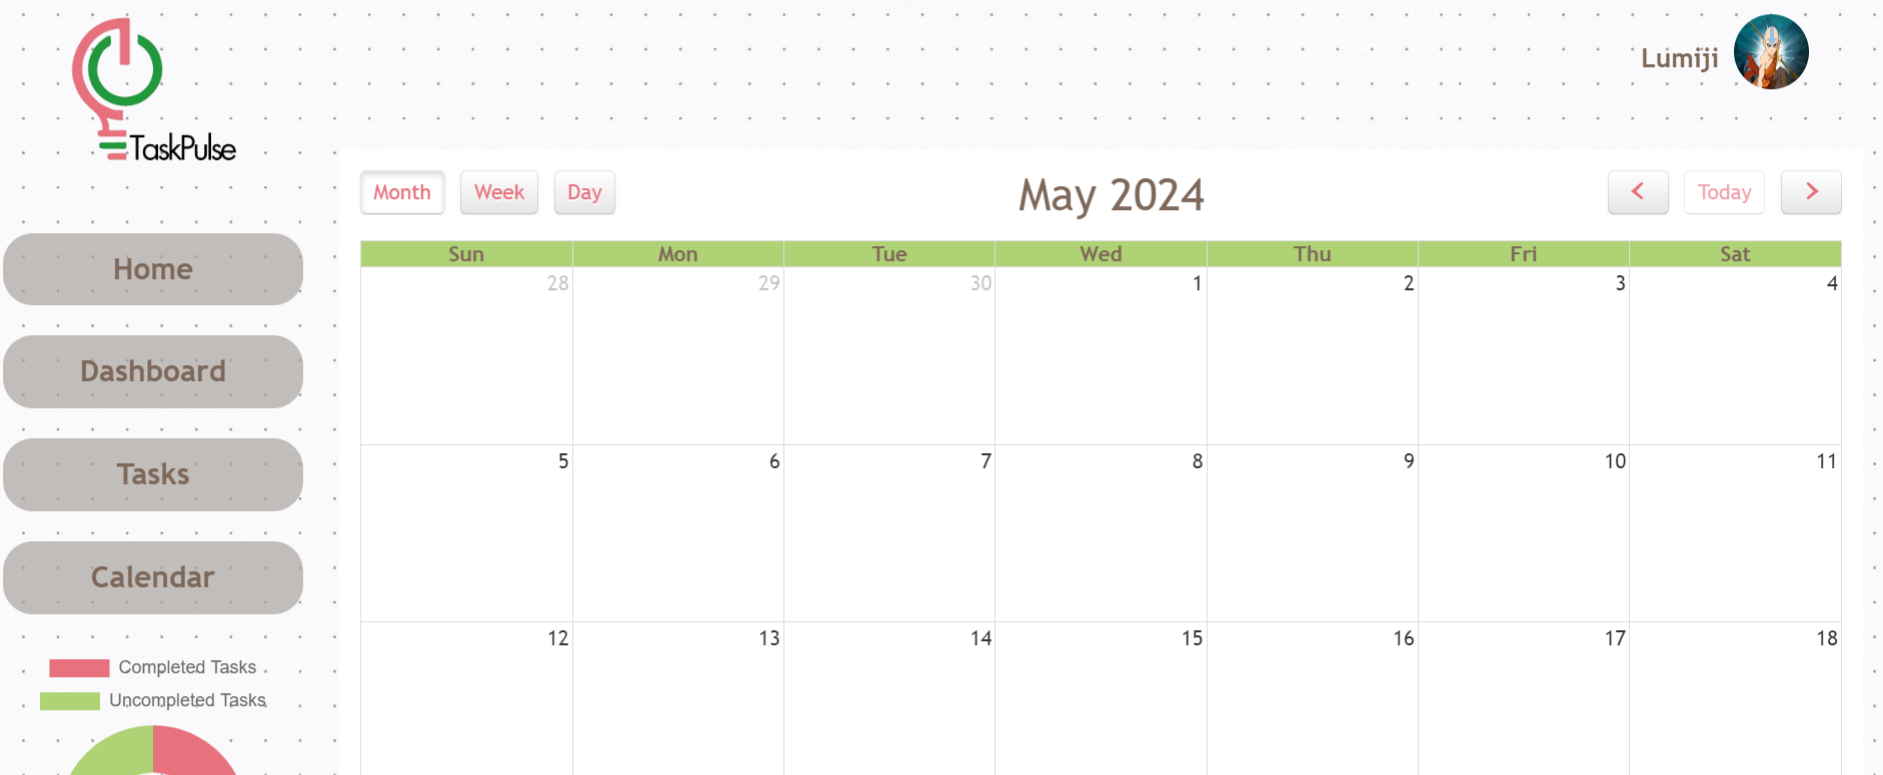 Lumiji
TaskPulse
Month Week Day
May 2024
Today
Home
Dashboard
Tasks
Calendar
Completed Tasks
Uncompleted Tasks
Sun Mon Tue Wed Thu Fri Sat
28 29 30 1 2 3 4
5 6 7 8 9 10 11
12 13 14 15 16 17 18